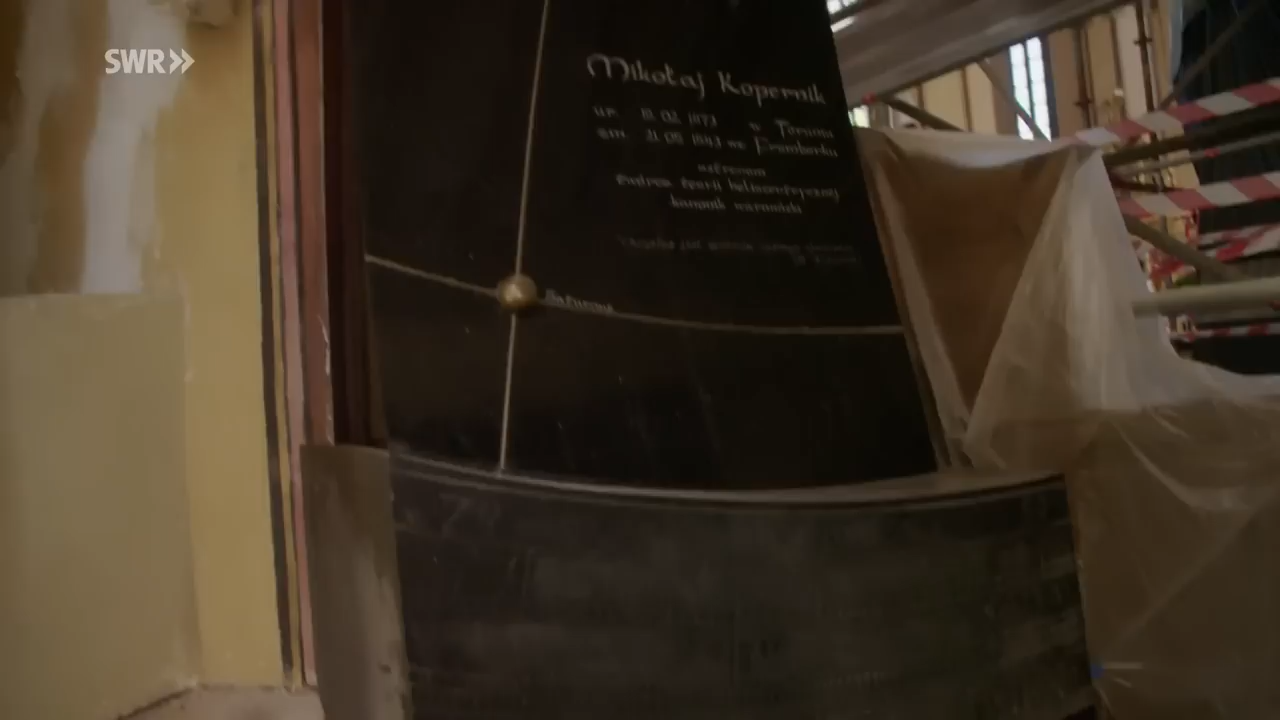 SWR
Mikołaj Kopernik
ur. 19.02.1473 w Toruniu
zm. 21.05.1543 we Fromborku
astronom
twórca teorii heliocentrycznej
kanonik warmiński
Saturnus